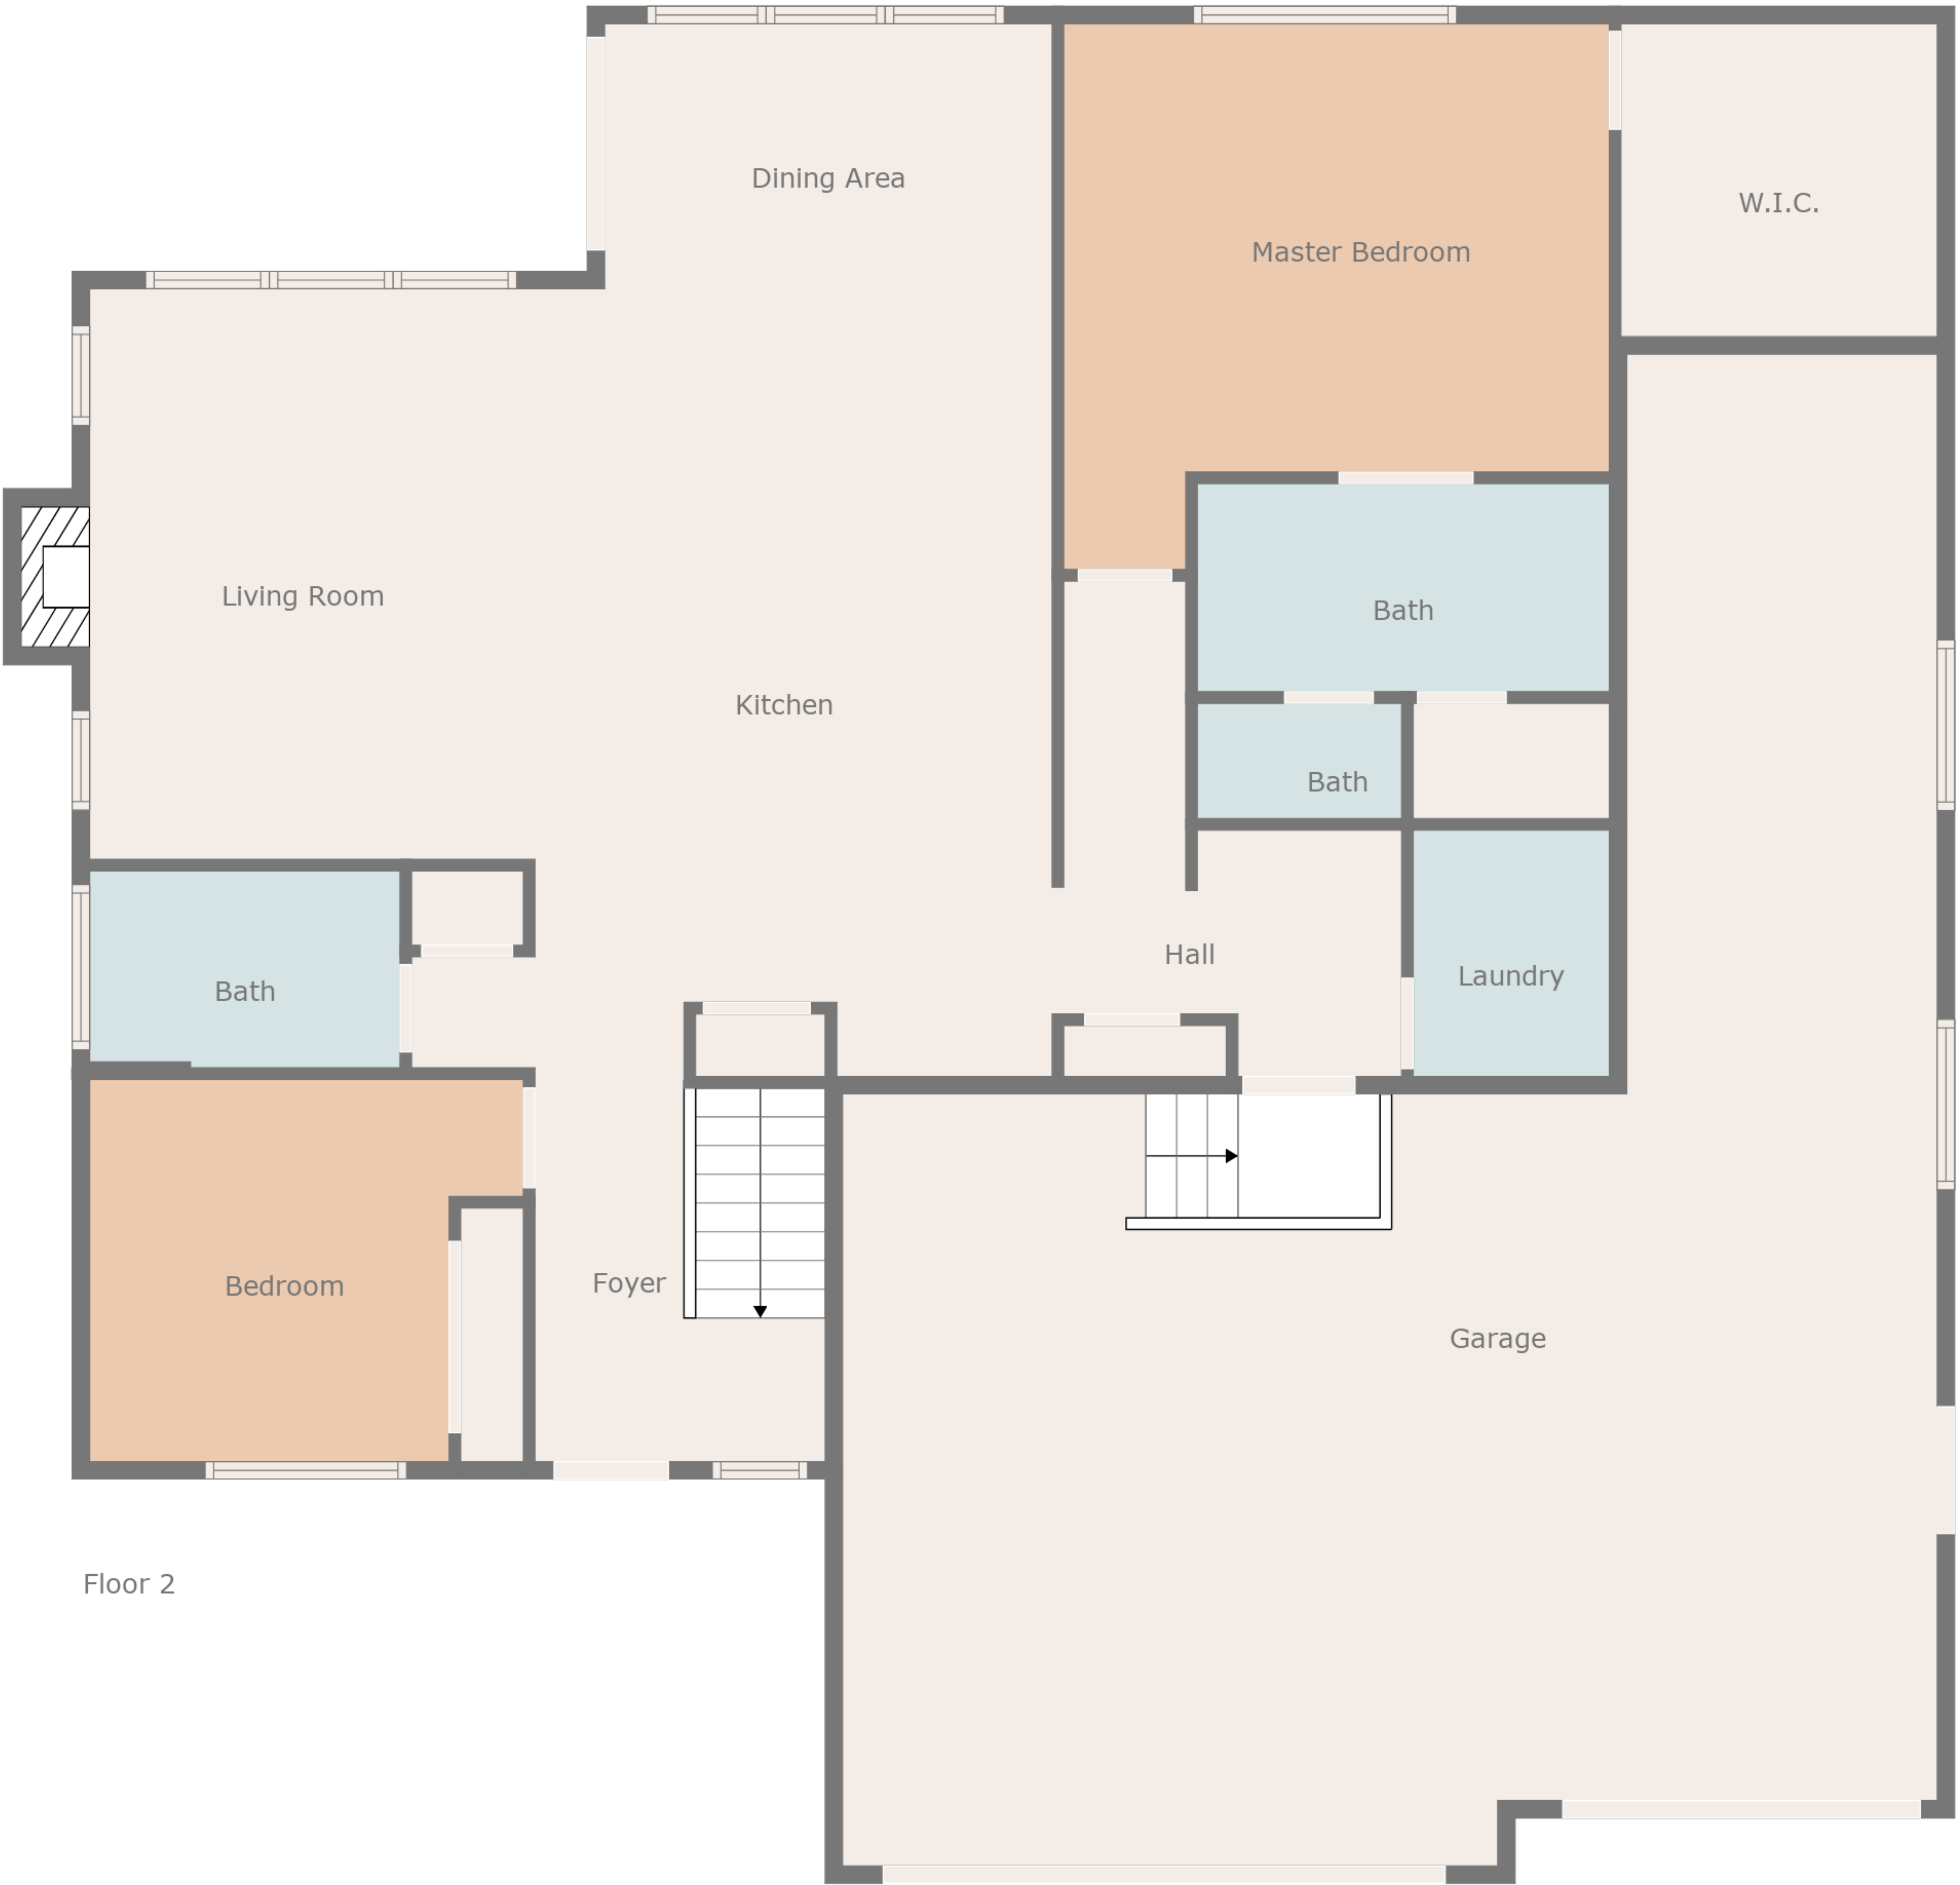 Dining Area
W.I.C.
Master Bedroom
Living Room
Bath
Kitchen
Bath
Hall
Laundry
Bath
Foyer
Bedroom
Garage
Floor 2